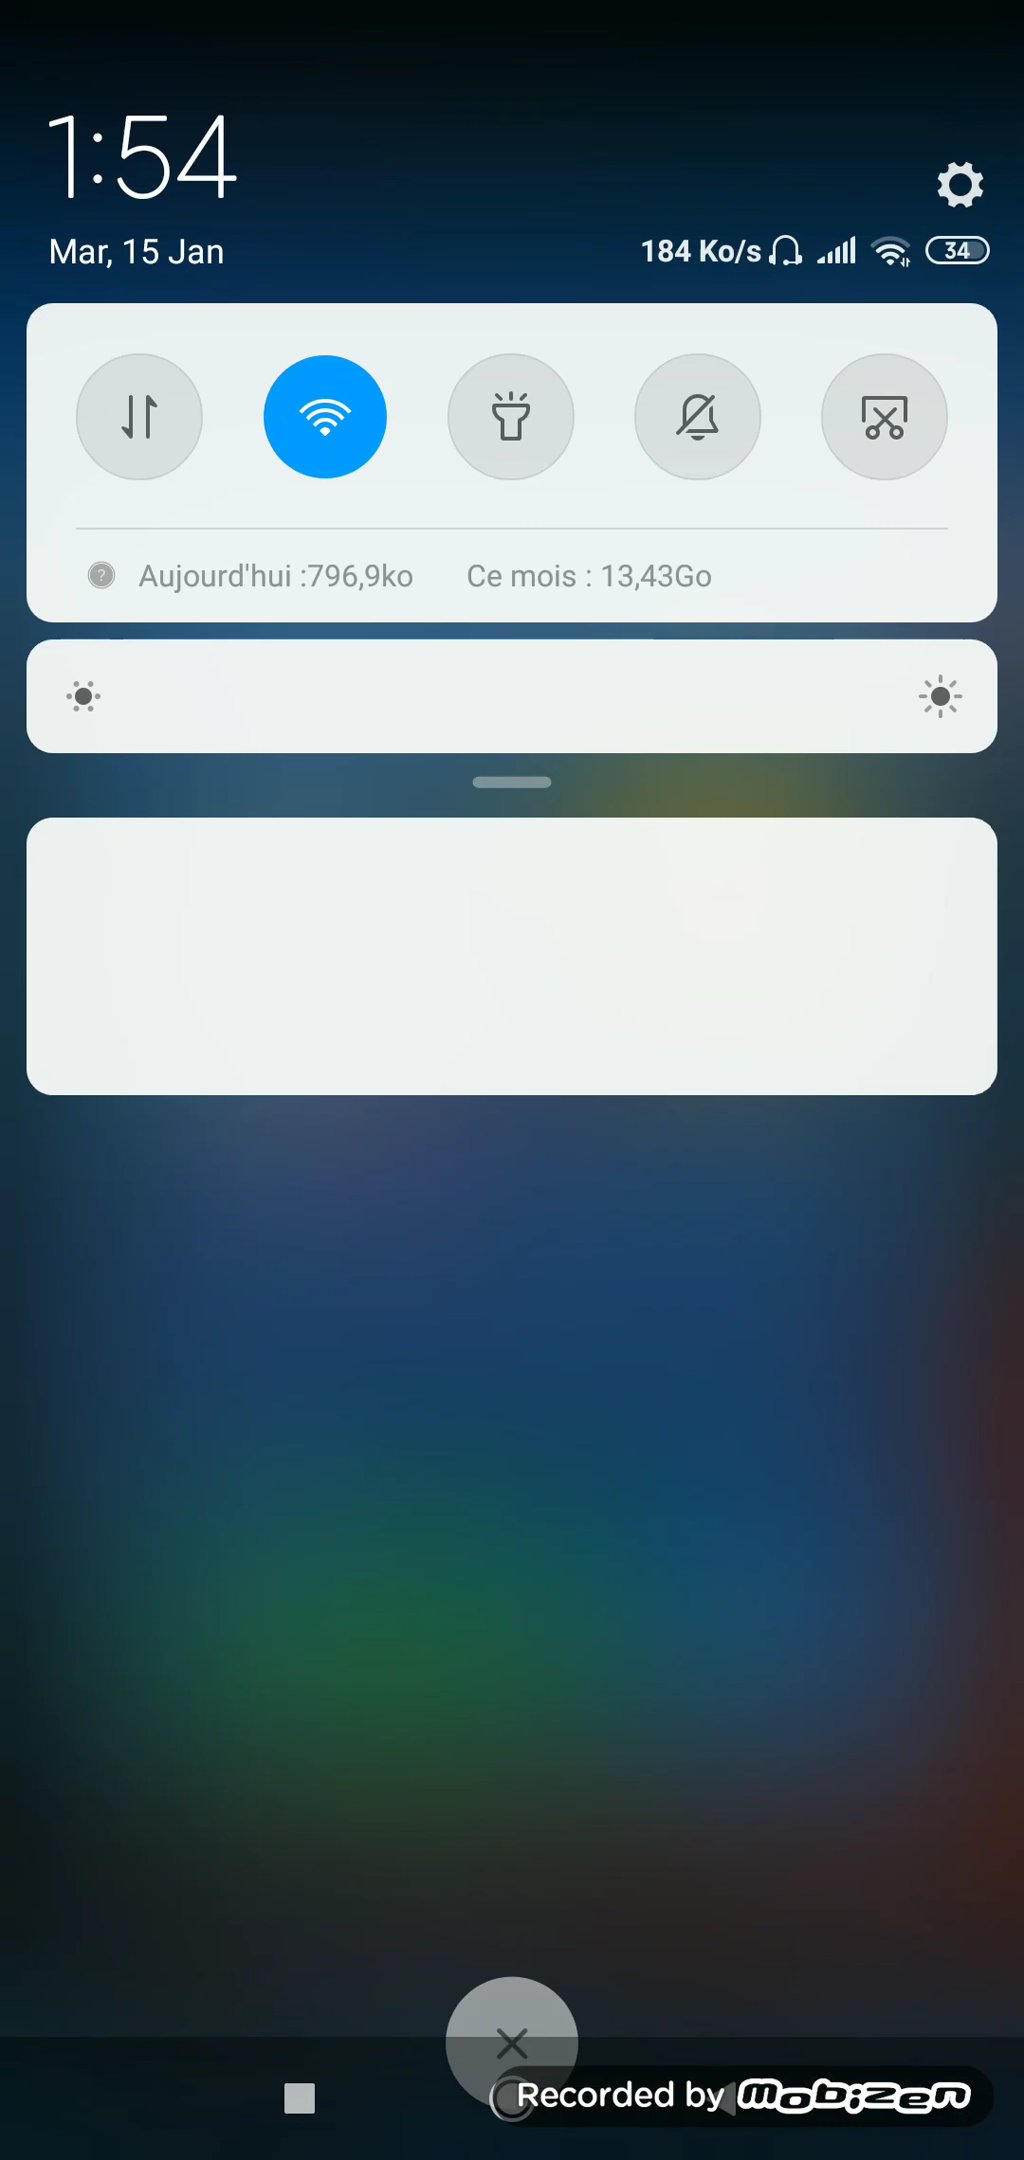 1:54
Mar, 15 Jan
184 Ko/s 34
Aujourd'hui :796,9ko Ce mois : 13,43Go
Recorded by mobizen